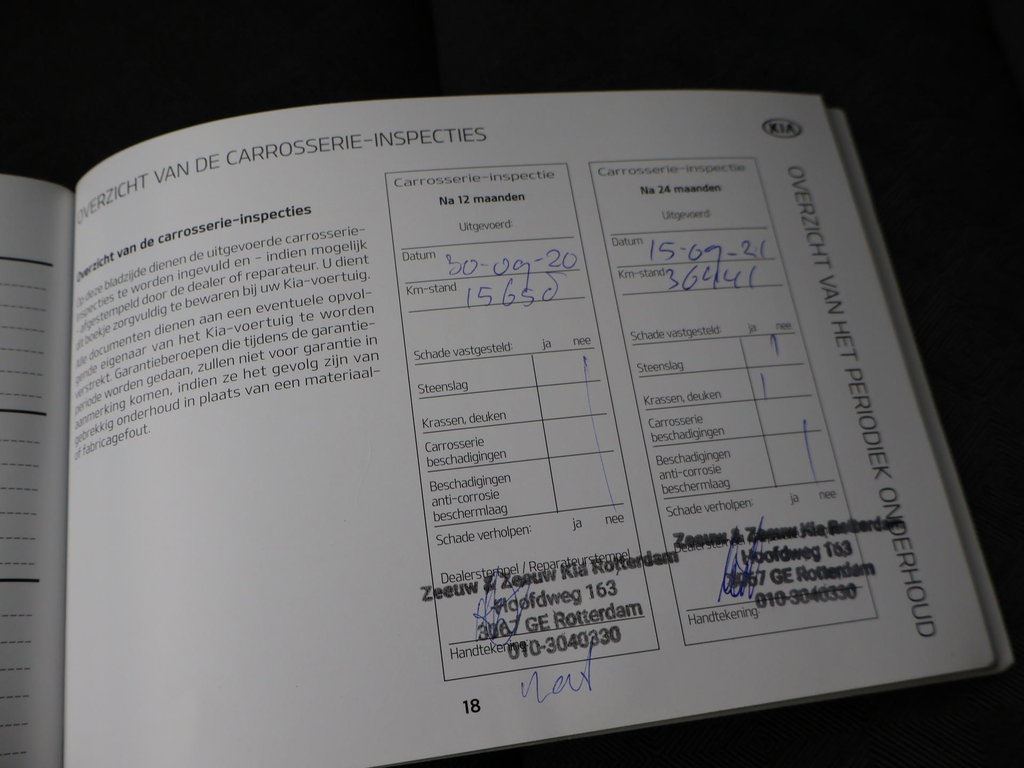 OVERZICHT VAN DE CARROSSERIE-INSPECTIES
Overzicht van de carrosserie-inspecties
Op deze bladzijde dienen de uitgevoerde carrosserie-
inspecties te worden ingevuld en - indien mogelijk
- afgestempeld door de dealer of reparateur. U dient
dit boekje zorgvuldig te bewaren bij uw Kia-voertuig.
Alle documenten dienen aan een eventuele opvol-
gende eigenaar van het Kia-voertuig te worden
verstrekt. Garantieberoepen die tijdens de garantie-
periode worden gedaan, zullen niet voor garantie in
aanmerking komen, indien ze het gevolg zijn van
gebrekkig onderhoud in plaats van een materiaal-
of fabricagefout.
Carrosserie-inspectie
Na 12 maanden
Uitgevoerd:
Datum 30-09-20
Km-stand 15650
Schade vastgesteld: ja nee
Steenslag
Krassen, deuken
Carrosserie
beschadigingen
Beschadigingen
anti-corrosie
beschermlaag
Schade verholpen: ja nee
Dealerstempel / Reparateurstempel
Zeeuw & Zeeuw Kia Rotterdam
Hoofdweg 163
3067 GE Rotterdam
010-3040330
Handtekening:
Carrosserie-inspectie
Na 24 maanden
Uitgevoerd:
Datum 15-09-21
Km-stand 36441
Schade vastgesteld: ja nee
Steenslag
Krassen, deuken
Carrosserie
beschadigingen
Beschadigingen
anti-corrosie
beschermlaag
Schade verholpen: ja nee
Zeeuw & Zeeuw Kia Rotterdam
Hoofdweg 163
3067 GE Rotterdam
010-3040330
Handtekening:
18
KIA
OVERZICHT VAN HET PERIODIEK ONDERHOUD